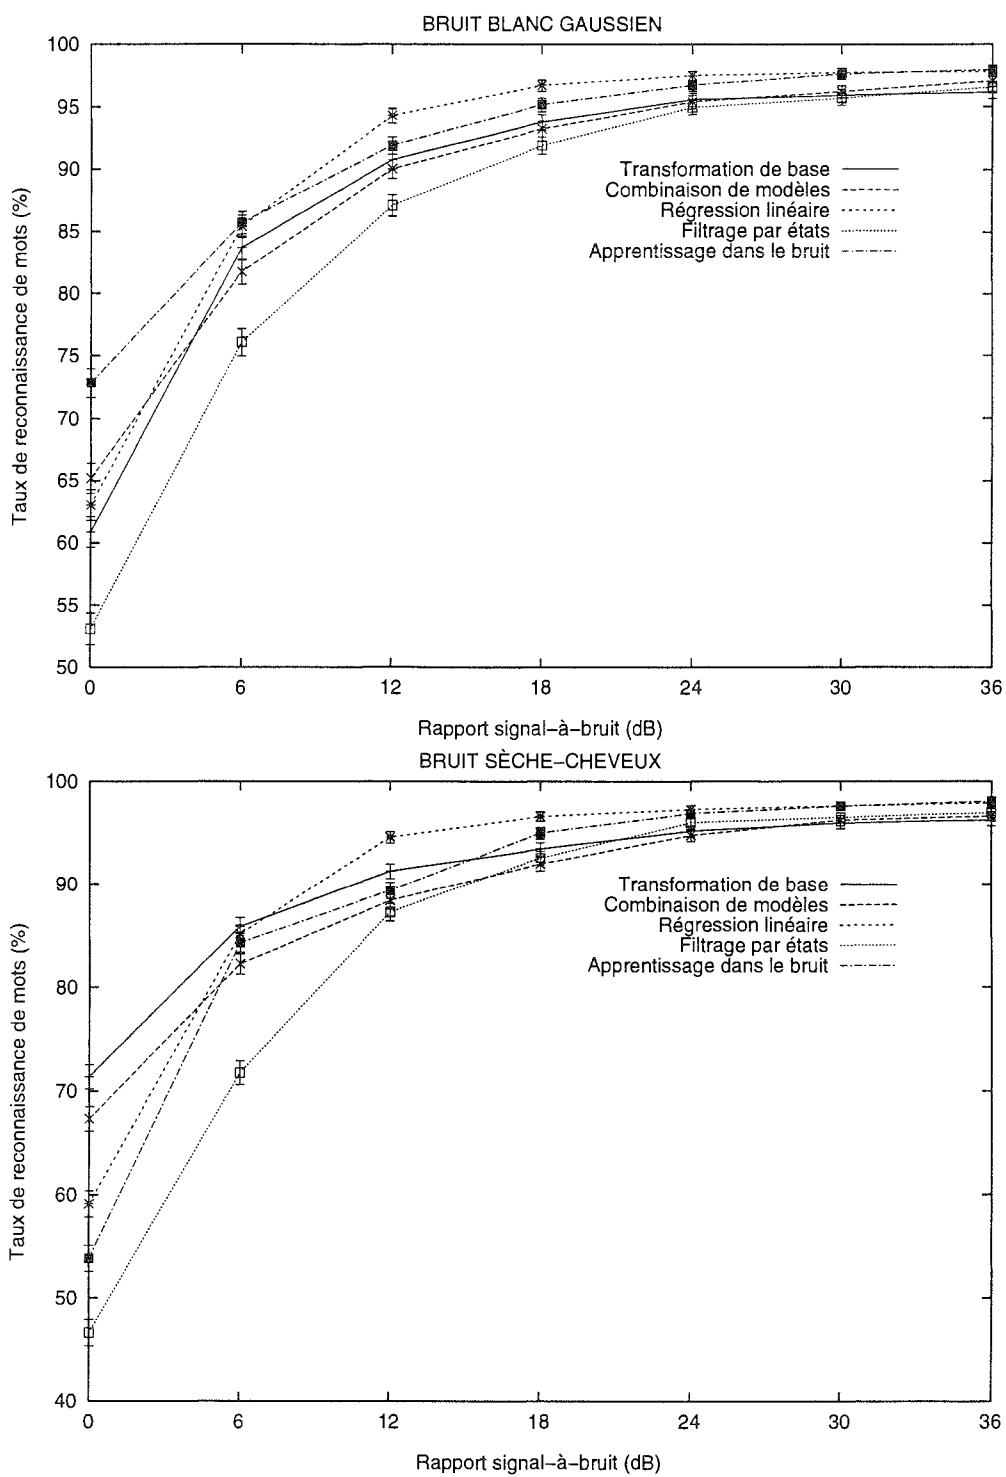 BRUIT BLANC GAUSSIEN
100
95
90
85
80
75
70
65
60
55
50
Taux de reconnaissance de mots (%)
Transformation de base
Combinaison de modèles
Régression linéaire
Filtrage par états
Apprentissage dans le bruit
0 6 12 18 24 30 36
Rapport signal–à–bruit (dB)
BRUIT SÈCHE–CHEVEUX
100
90
80
70
60
50
40
Taux de reconnaissance de mots (%)
Transformation de base
Combinaison de modèles
Régression linéaire
Filtrage par états
Apprentissage dans le bruit
0 6 12 18 24 30 36
Rapport signal–à–bruit (dB)